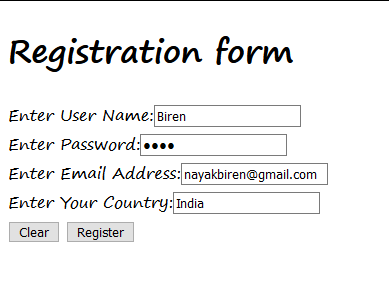 Registration form
Enter User Name: Biren
Enter Password: ●●●●
Enter Email Address: nayakbiren@gmail.com
Enter Your Country: India
Clear Register